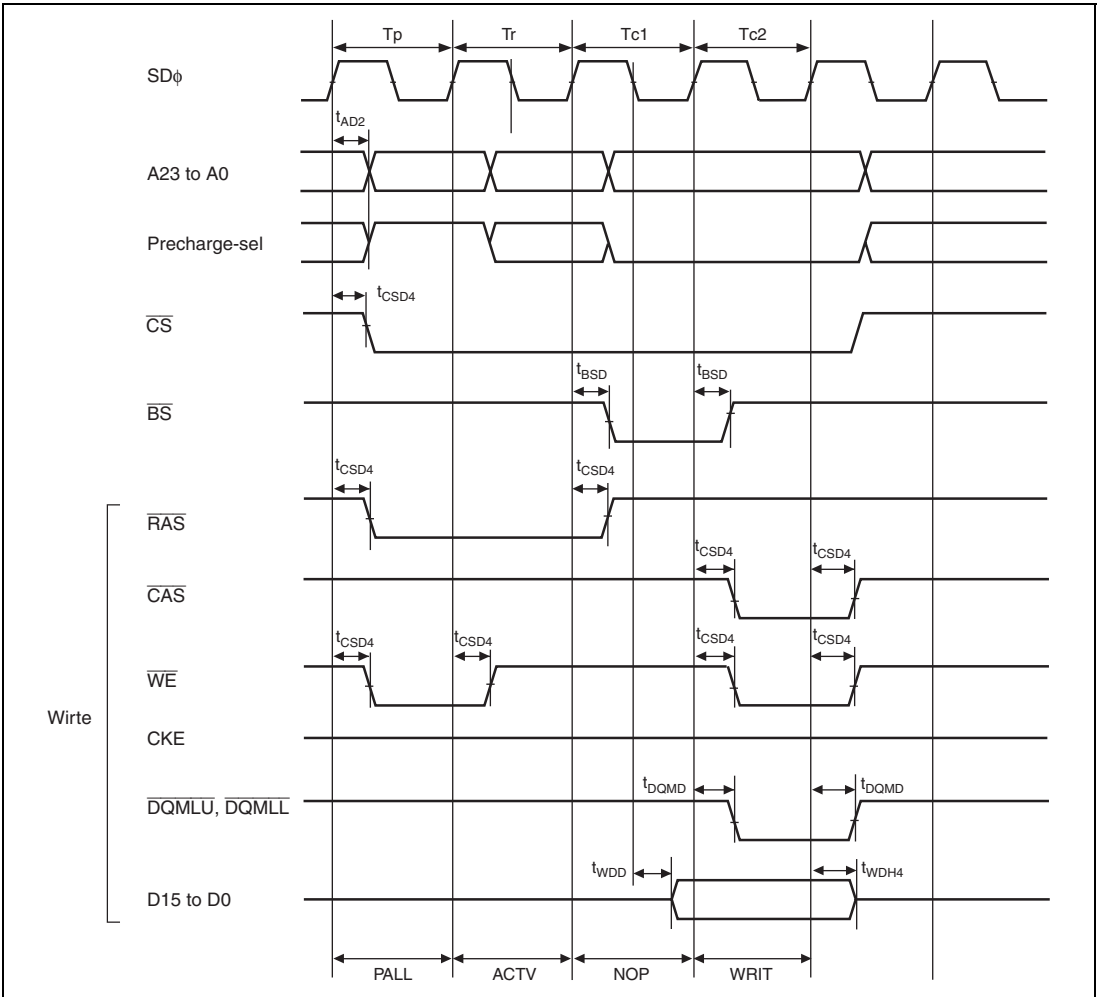 Tp Tr Tc1 Tc2
SDϕ
tAD2
A23 to A0
Precharge-sel
tCSD4
CS
tBSD tBSD
BS
tCSD4 tCSD4
RAS
tCSD4 tCSD4
CAS
tCSD4 tCSD4 tCSD4 tCSD4
WE
Wirte
CKE
tDQMD tDQMD
DQMLU, DQMLL
tWDD tWDH4
D15 to D0
PALL ACTV NOP WRIT